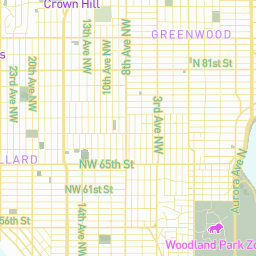 Crown Hill
GREENWOOD
13th Ave NW
8th Ave NW
10th Ave NW
20th Ave NW
23rd Ave NW
N 81st St
3rd Ave NW
LLARD
NW 65th St
NW 61st St
Aurora Ave N
14th Ave NW
56th St
Woodland Park Zo